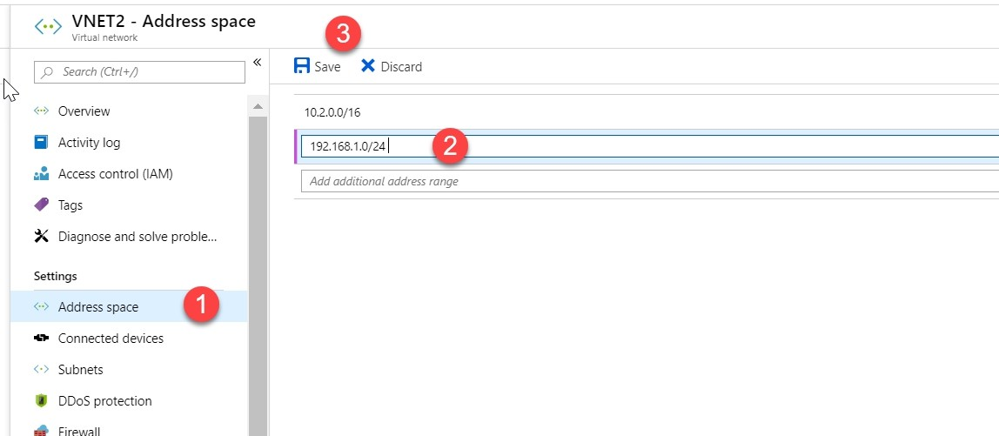 VNET2 - Address space
Virtual network
3
Search (Ctrl+/)
«
Save
Discard
Overview
Activity log
Access control (IAM)
Tags
Diagnose and solve proble...
Settings
Address space
1
Connected devices
Subnets
DDoS protection
Firewall
10.2.0.0/16
192.168.1.0/24
2
Add additional address range